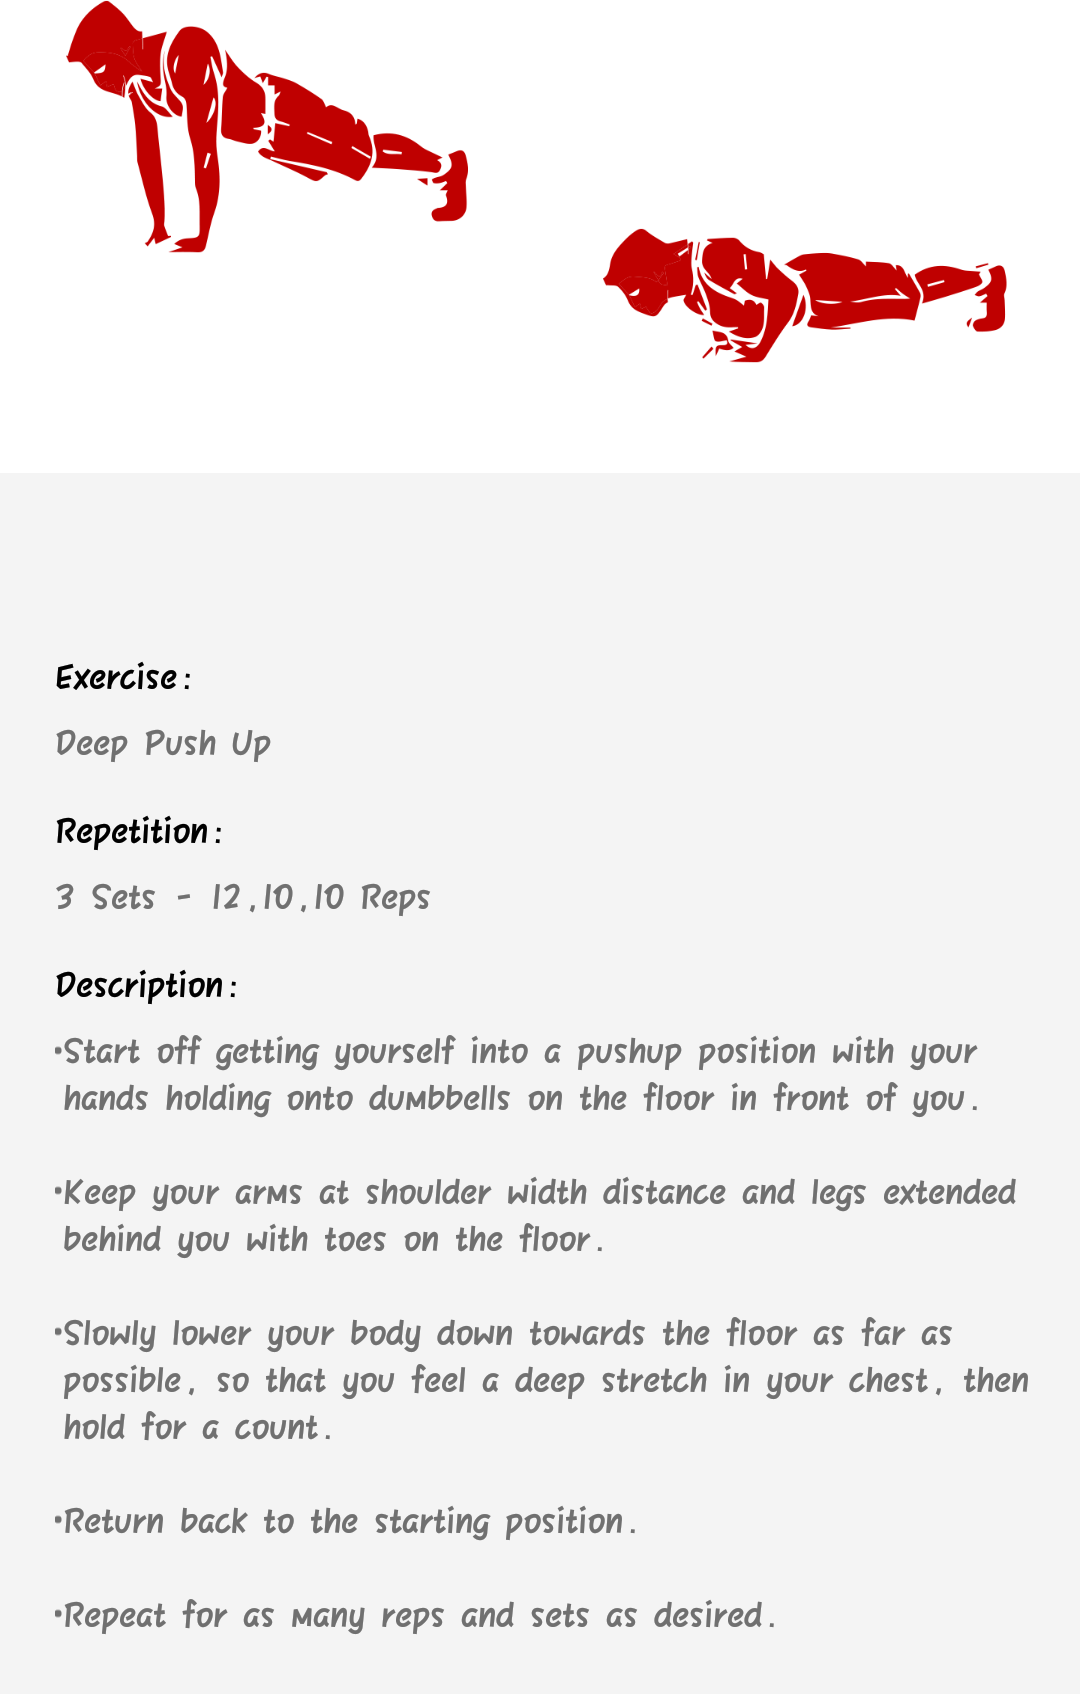 Exercise:
Deep Push Up
Repetition:
3 Sets - 12,10,10 Reps
Description:
•Start off getting yourself into a pushup position with your
hands holding onto dumbbells on the floor in front of you.
•Keep your arms at shoulder width distance and legs extended
behind you with toes on the floor.
•Slowly lower your body down towards the floor as far as
possible, so that you feel a deep stretch in your chest, then
hold for a count.
•Return back to the starting position.
•Repeat for as many reps and sets as desired.